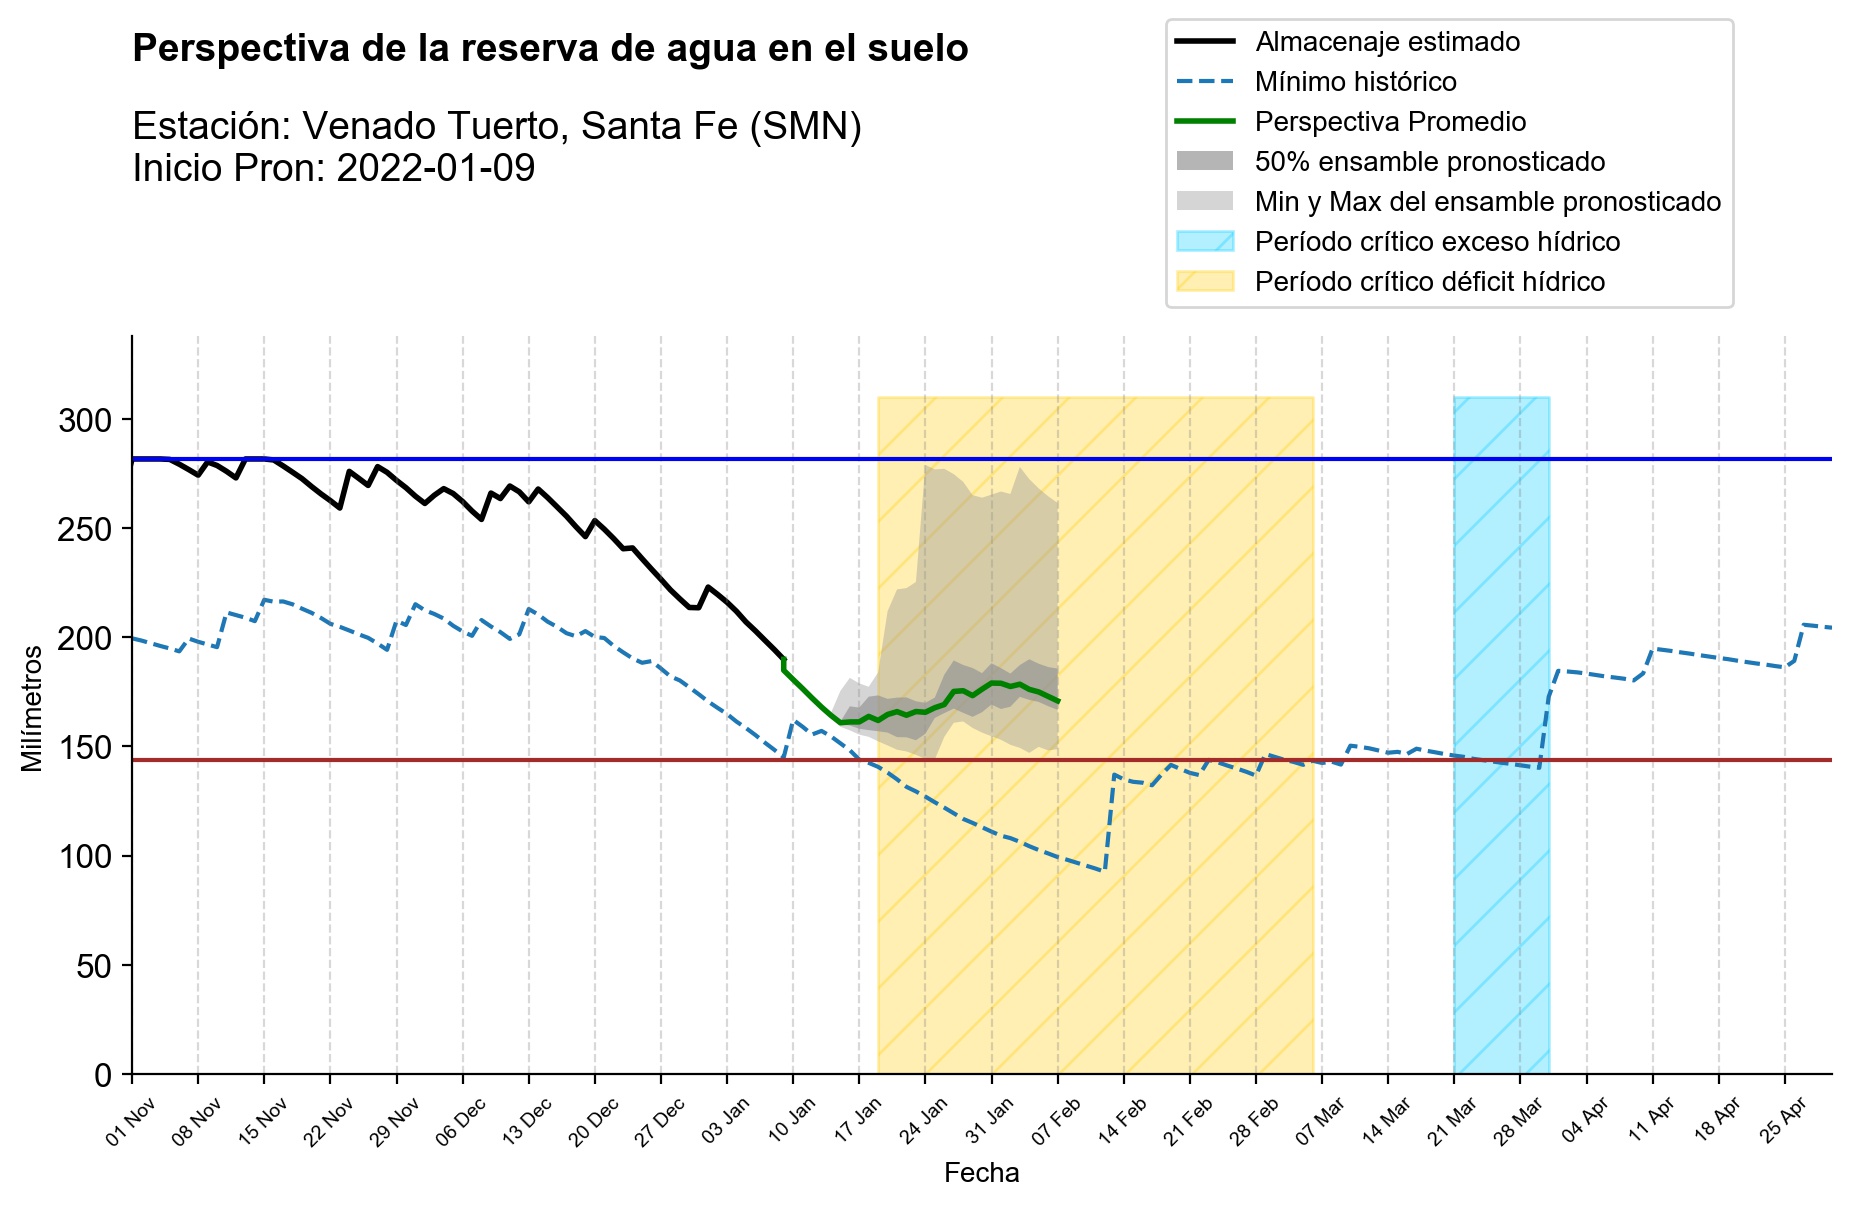 Perspectiva de la reserva de agua en el suelo
Estación: Venado Tuerto, Santa Fe (SMN)
Inicio Pron: 2022-01-09
Almacenaje estimado
Mínimo histórico
Perspectiva Promedio
50% ensamble pronosticado
Min y Max del ensamble pronosticado
Período crítico exceso hídrico
Período crítico déficit hídrico
Milímetros
300
250
200
150
100
50
0
01 Nov
08 Nov
15 Nov
22 Nov
29 Nov
06 Dec
13 Dec
20 Dec
27 Dec
03 Jan
10 Jan
17 Jan
24 Jan
31 Jan
07 Feb
14 Feb
21 Feb
28 Feb
07 Mar
14 Mar
21 Mar
28 Mar
04 Apr
11 Apr
18 Apr
25 Apr
Fecha